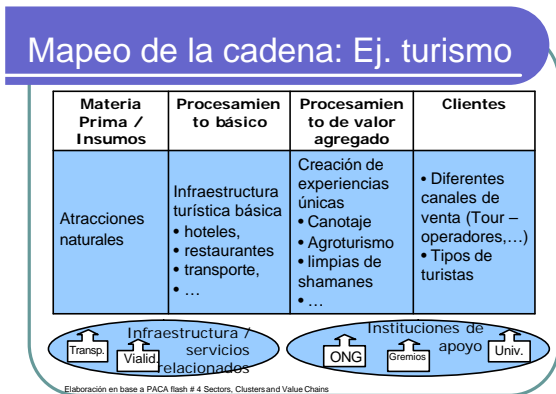 Mapeo de la cadena: Ej. turismo
Materia
Prima /
Insumos
Procesamien
to básico
Procesamien
to de valor
agregado
Clientes
Atracciones
naturales
Infraestructura
turística básica
• hoteles,
• restaurantes
• transporte,
• …
Creación de
experiencias
únicas
• Canotaje
• Agroturismo
• limpias de
shamanes
• …
• Diferentes
canales de
venta (Tour –
operadores,…)
• Tipos de
turistas
Infraestructura /
servicios
relacionados
Transp.
Vialid.
Instituciones de
apoyo
ONG
Gremios
Univ.
Elaboración en base a PACA flash # 4 Sectors, Clusters and Value Chains